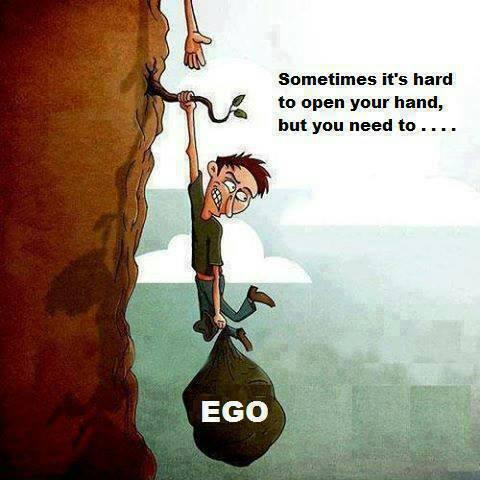 Sometimes it's hard
to open your hand,
but you need to . . . .
EGO